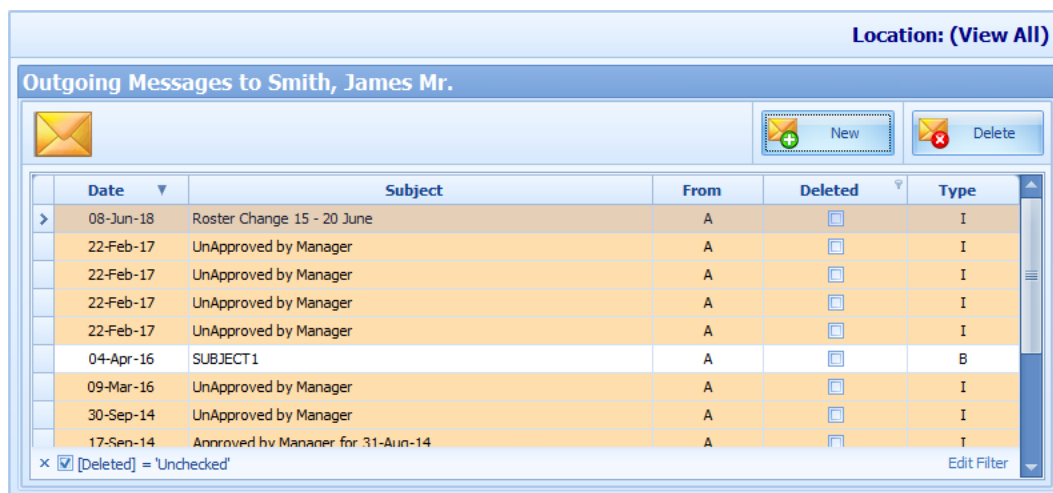 Location: (View All)
Outgoing Messages to Smith, James Mr.
New Delete
Date Subject From Deleted Type
08-Jun-18 Roster Change 15 - 20 June A I
22-Feb-17 UnApproved by Manager A I
22-Feb-17 UnApproved by Manager A I
22-Feb-17 UnApproved by Manager A I
22-Feb-17 UnApproved by Manager A I
04-Apr-16 SUBJECT1 A B
09-Mar-16 UnApproved by Manager A I
30-Sep-14 UnApproved by Manager A I
17-Sep-14 Approved by Manager for 31-Aug-14 A I
[Deleted] = 'Unchecked' Edit Filter